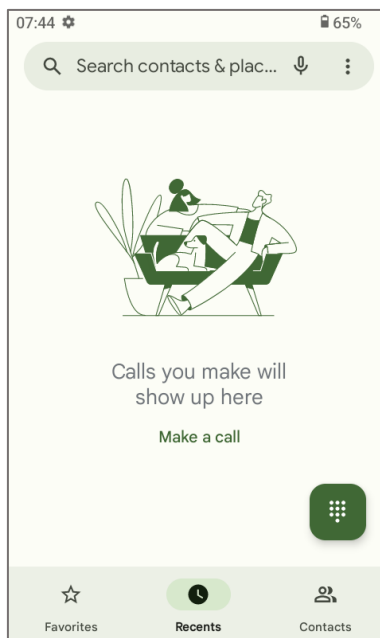 07:44 65%
Search contacts & plac...
Calls you make will
show up here
Make a call
Favorites Recents Contacts